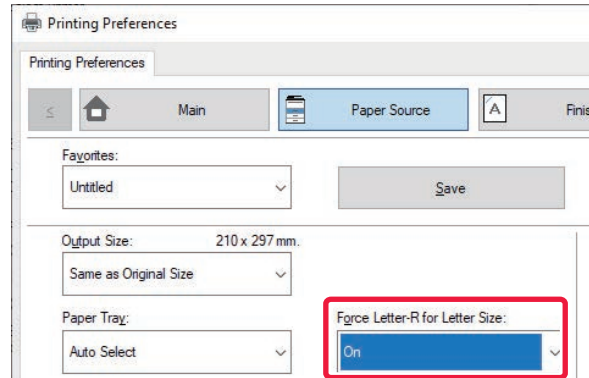 Printing Preferences
Printing Preferences
≤
Main
Paper Source
A
Finis
Favorites:
Untitled
Save
Output Size: 210 x 297 mm.
Same as Original Size
Paper Tray: Force Letter-R for Letter Size:
Auto Select On